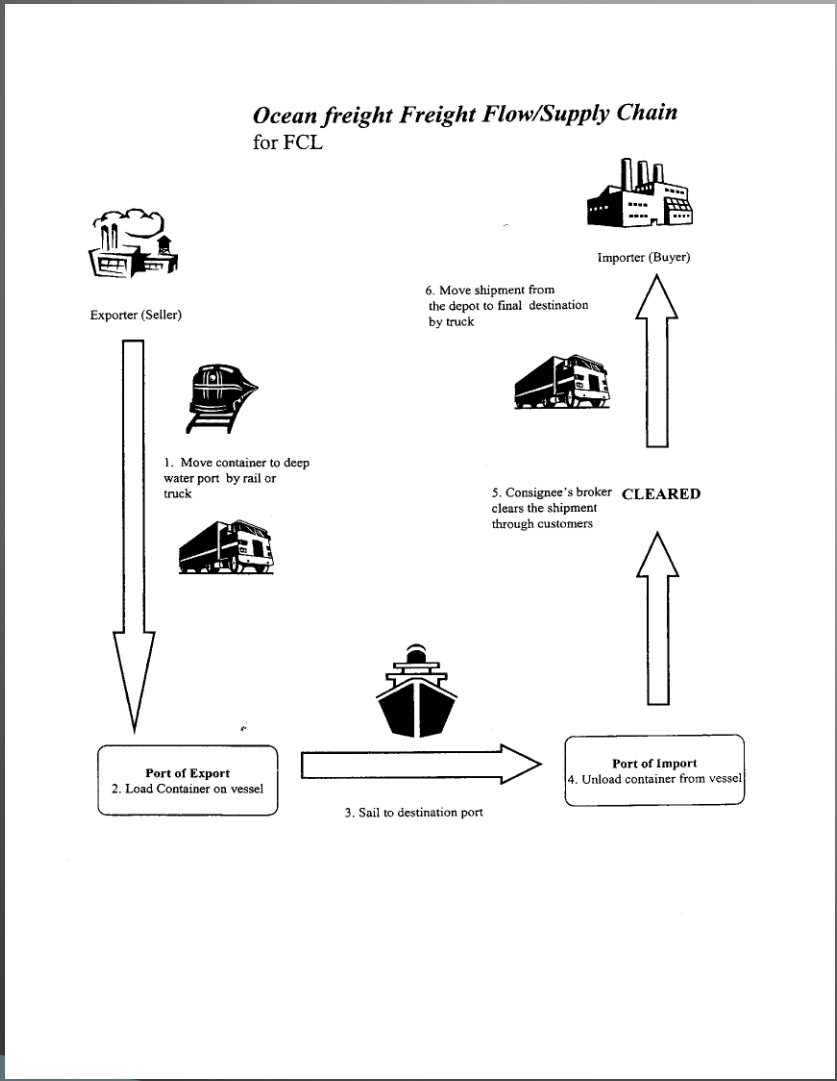 Ocean freight Freight Flow/Supply Chain
for FCL
Exporter (Seller)
1. Move container to deep
water port by rail or
truck
Port of Export
2. Load Container on vessel
3. Sail to destination port
Port of Import
4. Unload container from vessel
5. Consignee's broker
clears the shipment
through customers
CLEARED
6. Move shipment from
the depot to final destination
by truck
Importer (Buyer)